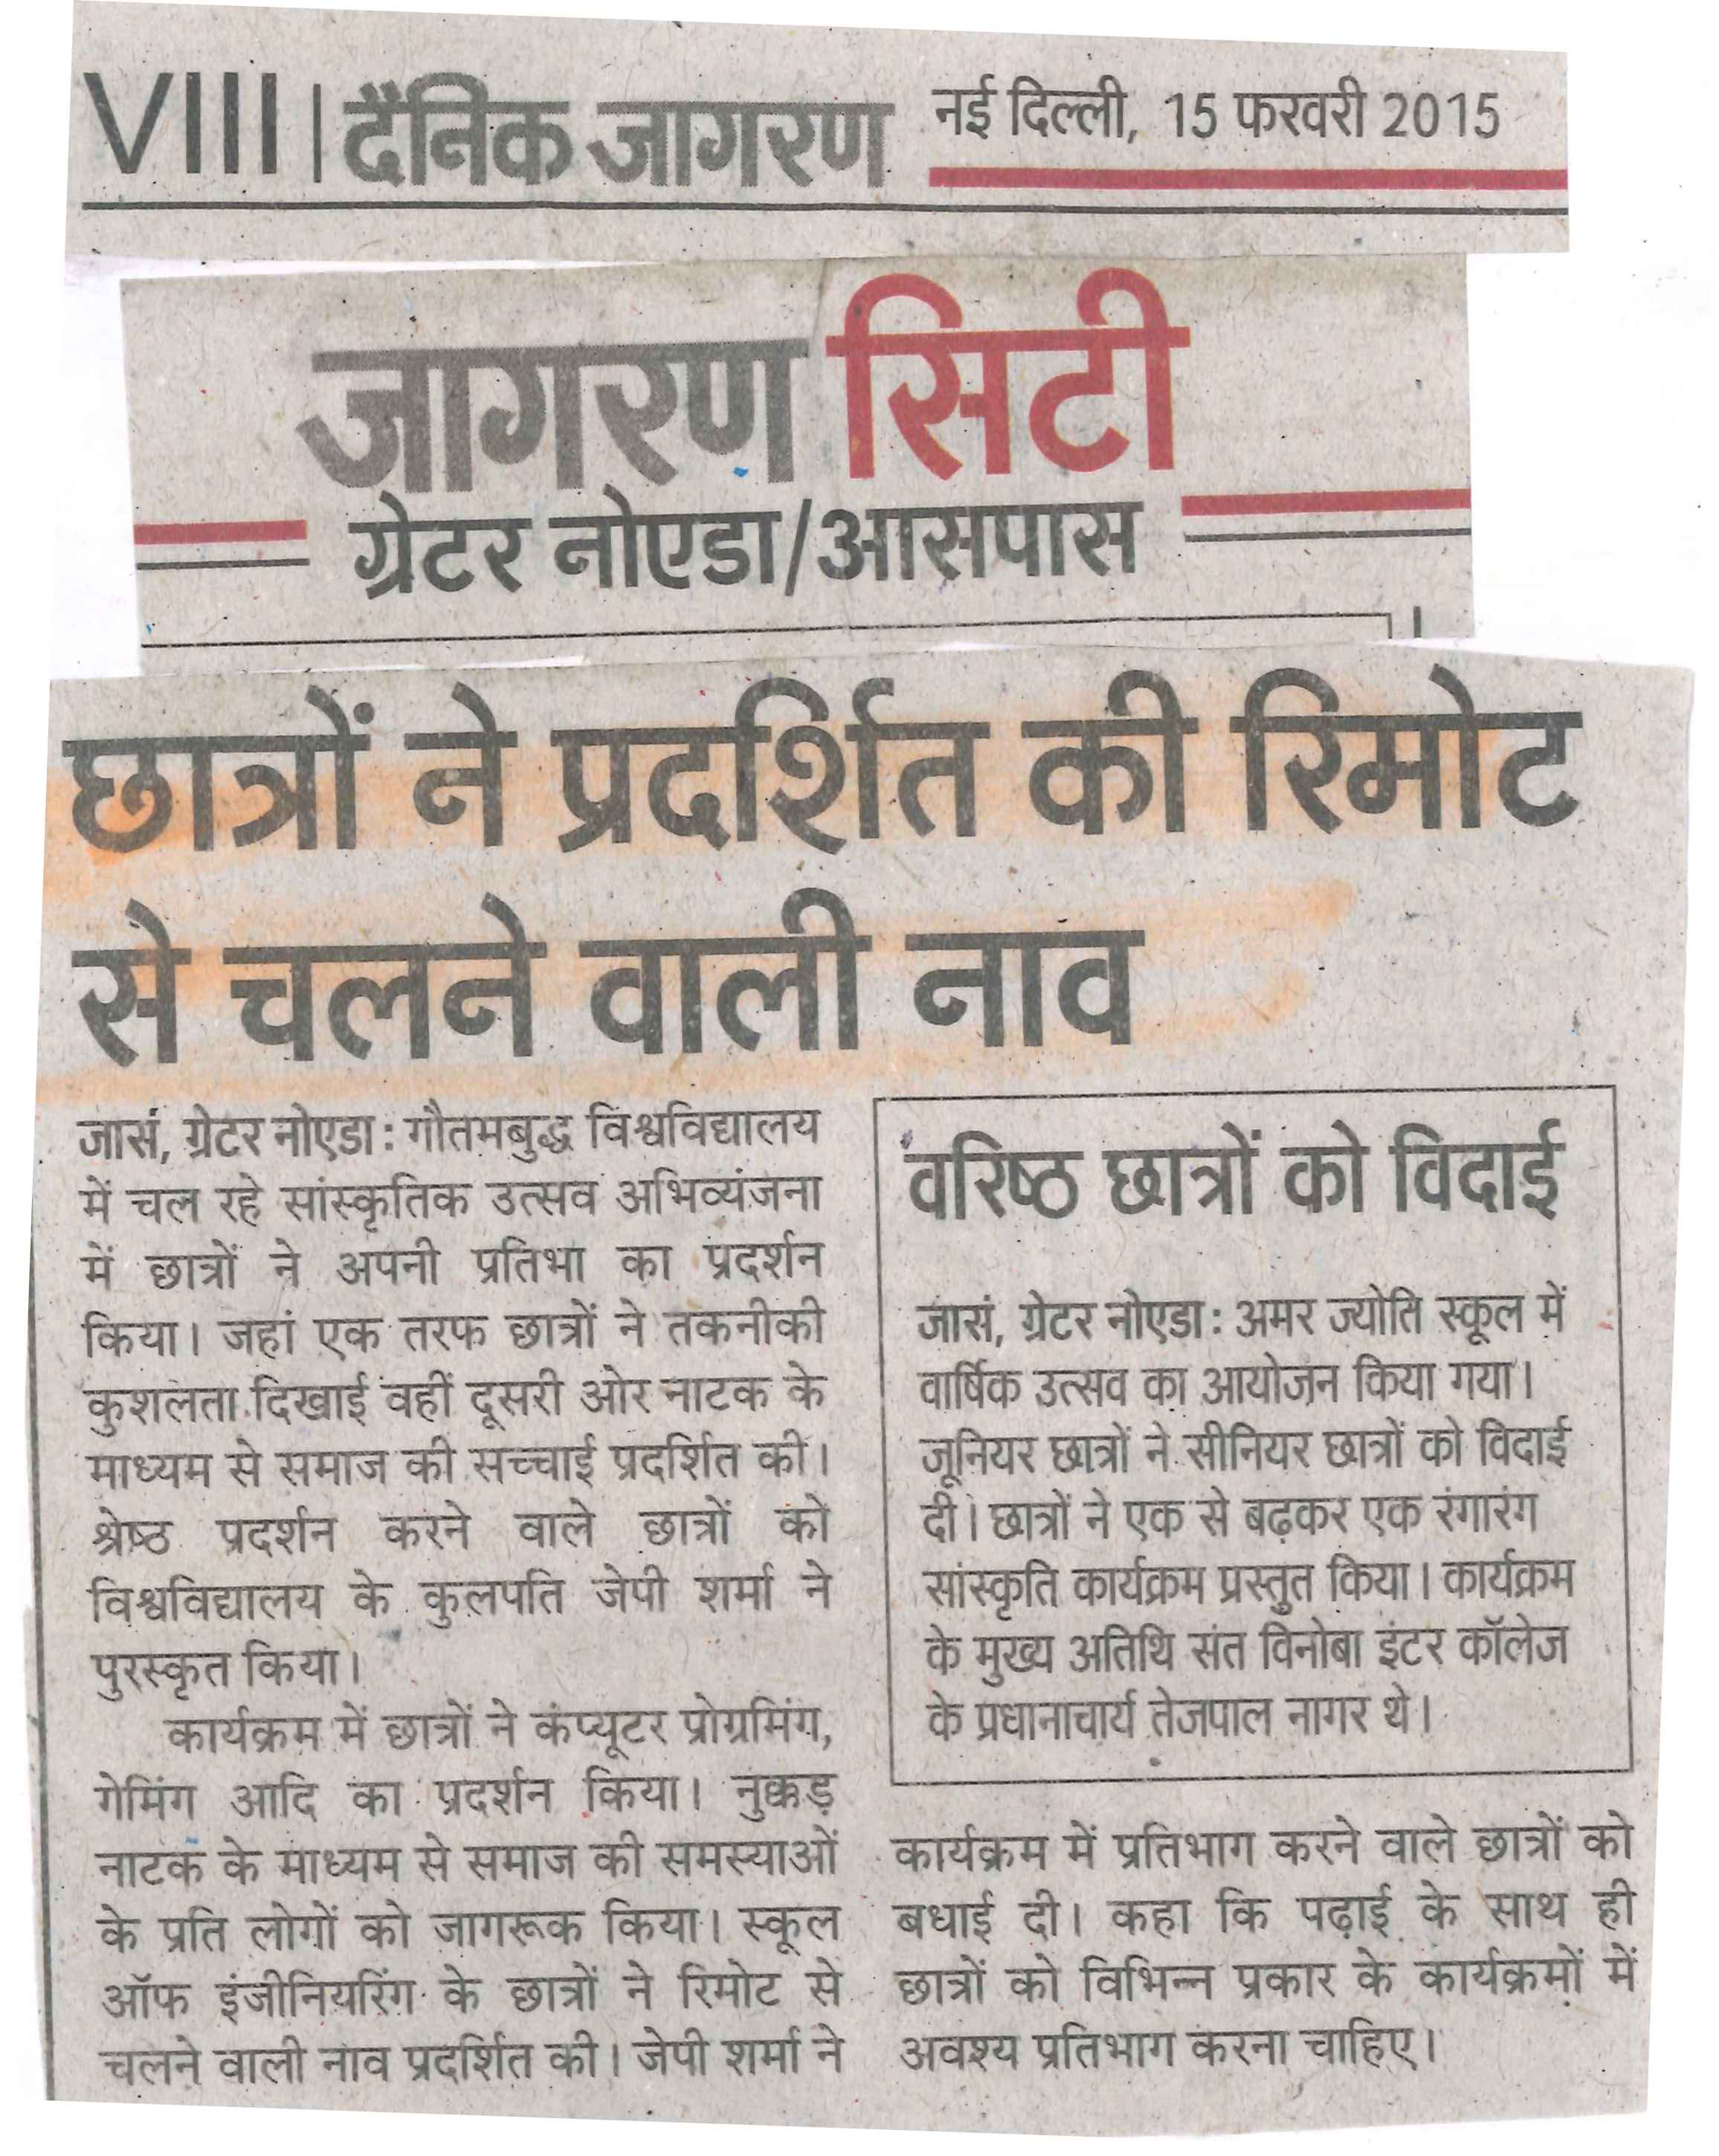 VIII | दैनिक जागरण नई दिल्ली, 15 फरवरी 2015
जागरण सिटी
ग्रेटर नोएडा/आसपास
छात्रों ने प्रदर्शित की रिमोट
से चलने वाली नाव
जासं, ग्रेटर नोएडा : गौतमबुद्ध विश्वविद्यालय
में चल रहे सांस्कृतिक उत्सव अभिव्यंजना
में छात्रों ने अपनी प्रतिभा का प्रदर्शन
किया। जहां एक तरफ छात्रों ने तकनीकी
कुशलता दिखाई वहीं दूसरी ओर नाटक के
माध्यम से समाज की सच्चाई प्रदर्शित की।
श्रेष्ठ प्रदर्शन करने वाले छात्रों को
विश्वविद्यालय के कुलपति जेपी शर्मा ने
पुरस्कृत किया।
कार्यक्रम में छात्रों ने कंप्यूटर प्रोग्रमिंग,
गेमिंग आदि का प्रदर्शन किया। नुक्कड़
नाटक के माध्यम से समाज की समस्याओं
के प्रति लोगों को जागरूक किया। स्कूल
ऑफ इंजीनियरिंग के छात्रों ने रिमोट से
चलने वाली नाव प्रदर्शित की। जेपी शर्मा ने
कार्यक्रम में प्रतिभाग करने वाले छात्रों को
बधाई दी। कहा कि पढ़ाई के साथ ही
छात्रों को विभिन्न प्रकार के कार्यक्रमों में
अवश्य प्रतिभाग करना चाहिए।
वरिष्ठ छात्रों को विदाई
जासं, ग्रेटर नोएडा : अमर ज्योति स्कूल में
वार्षिक उत्सव का आयोजन किया गया।
जूनियर छात्रों ने सीनियर छात्रों को विदाई
दी। छात्रों ने एक से बढ़कर एक रंगारंग
सांस्कृति कार्यक्रम प्रस्तुत किया। कार्यक्रम
के मुख्य अतिथि संत विनोबा इंटर कॉलेज
के प्रधानाचार्य तेजपाल नागर थे।